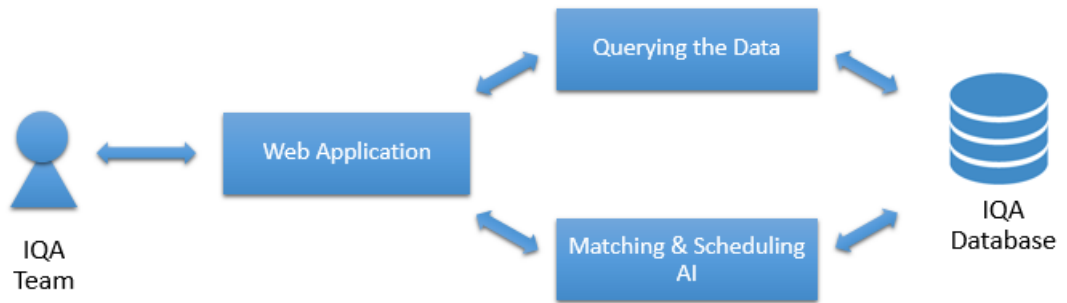 Querying the Data
Web Application
IQA
Team
Matching & Scheduling
AI
IQA
Database